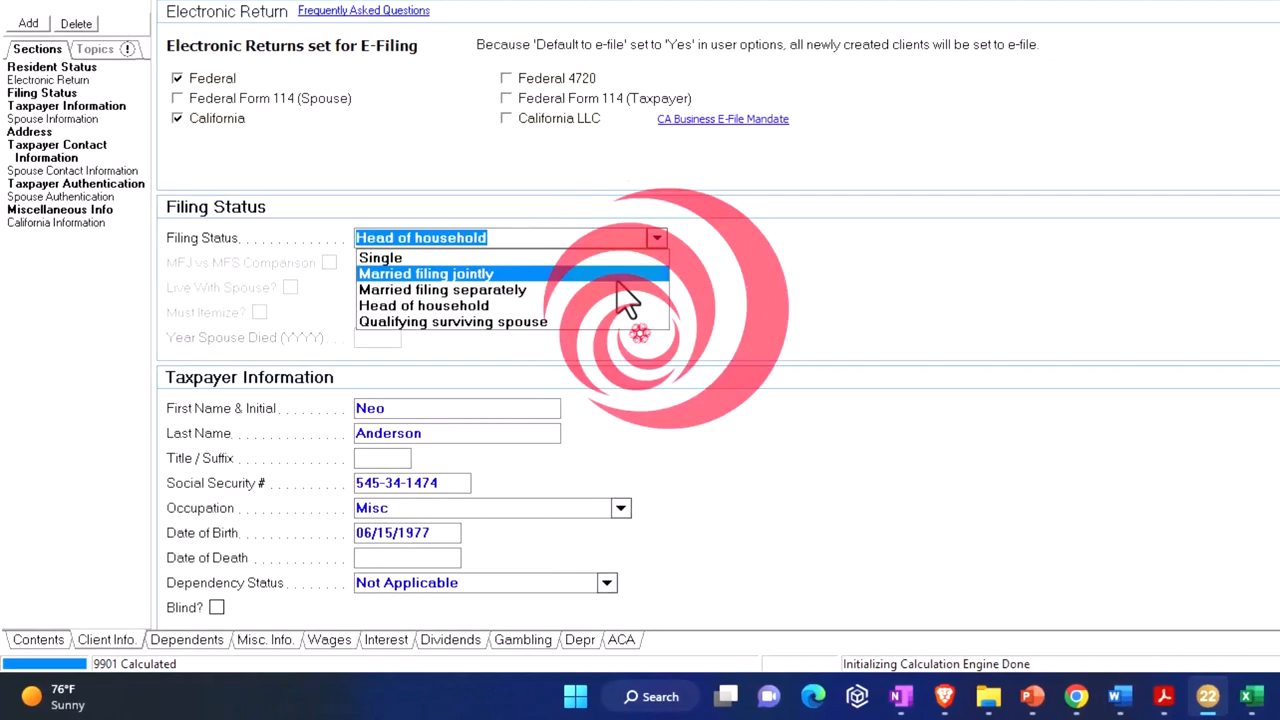 Add Delete
Electronic Return Frequently Asked Questions
Sections Topics
Electronic Returns set for E-Filing
Because 'Default to e-file' set to 'Yes' in user options, all newly created clients will be set to e-file.
Resident Status
Electronic Return
Filing Status
Taxpayer Information
Spouse Information
Address
Taxpayer Contact
Information
Spouse Contact Information
Taxpayer Authentication
Spouse Authentication
Miscellaneous Info
California Information
Federal
Federal 4720
Federal Form 114 (Spouse)
Federal Form 114 (Taxpayer)
California
California LLC
CA Business E-File Mandate
Filing Status
Filing Status Head of household
Single
MFJ vs MFS Comparison
Married filing jointly
Live With Spouse?
Married filing separately
Must Itemize?
Head of household
Qualifying surviving spouse
Year Spouse Died (YYYY)
Taxpayer Information
First Name & Initial Neo
Last Name Anderson
Title / Suffix
Social Security # 545-34-1474
Occupation Misc
Date of Birth 06/15/1977
Date of Death
Dependency Status Not Applicable
Blind?
Contents Client Info. Dependents Misc. Info. Wages Interest Dividends Gambling Depr ACA
9901 Calculated
Initializing Calculation Engine Done
76°F
Sunny
Search
22